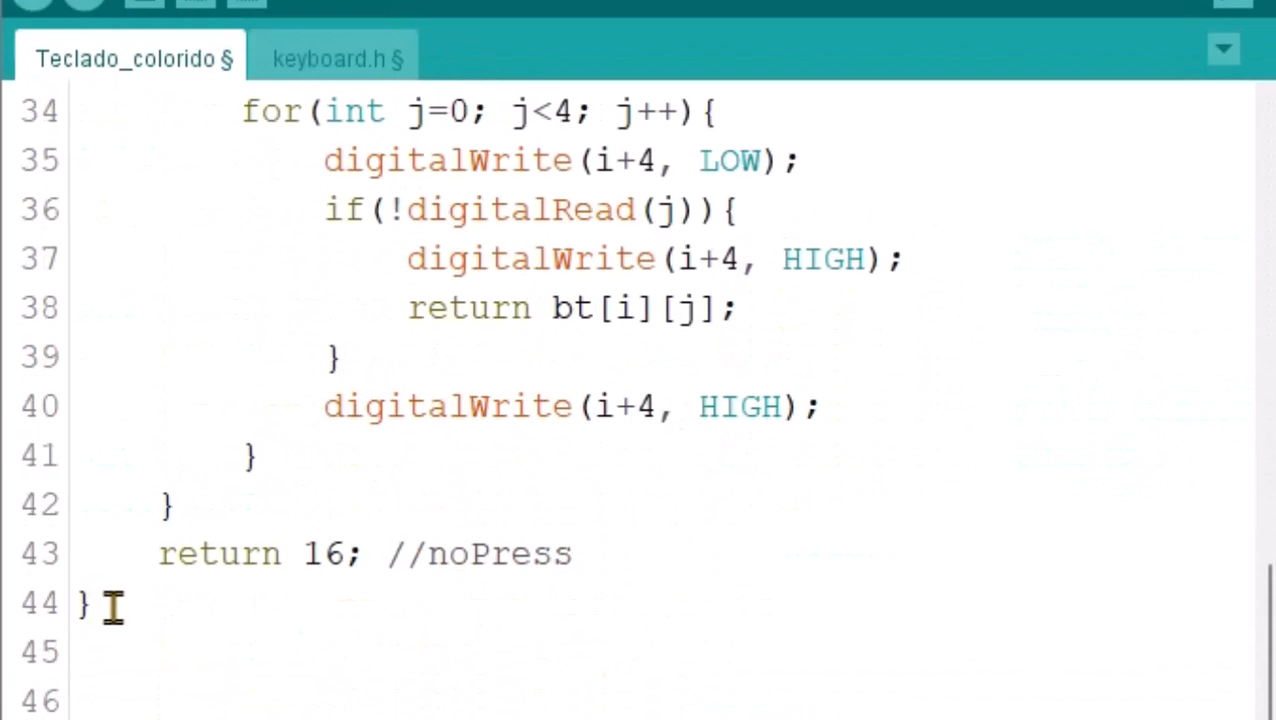 Teclado_colorido § keyboard.h §
34 for(int j=0; j<4; j++){
35 digitalWrite(i+4, LOW);
36 if(!digitalRead(j)){
37 digitalWrite(i+4, HIGH);
38 return bt[i][j];
39 }
40 digitalWrite(i+4, HIGH);
41 }
42 }
43 return 16; //noPress
44 }
45
46